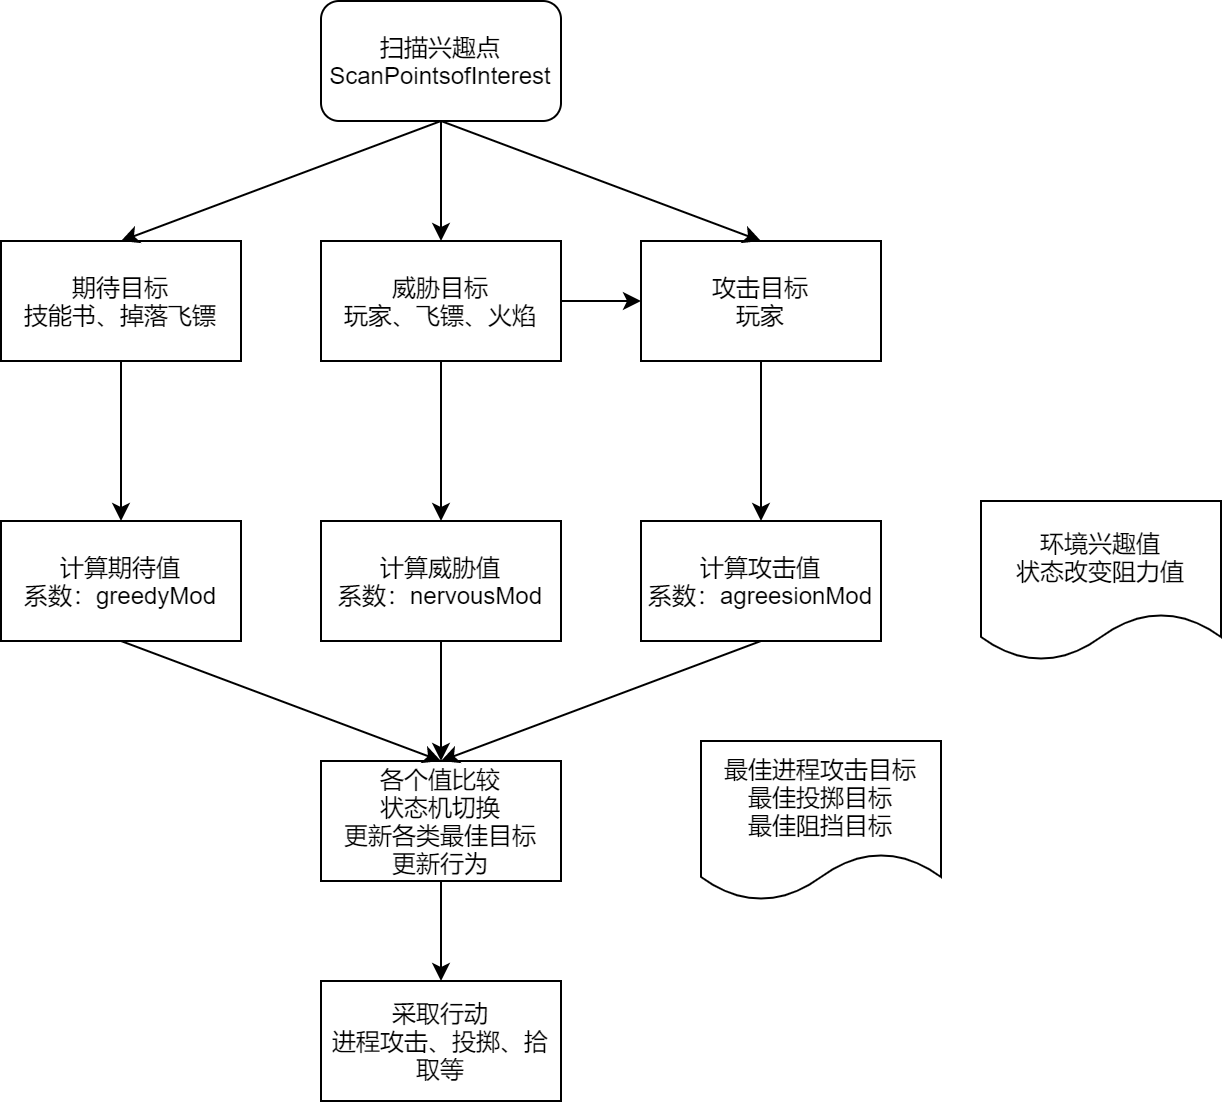 扫描兴趣点
ScanPointsofInterest
期待目标
技能书、掉落飞镖
威胁目标
玩家、飞镖、火焰
攻击目标
玩家
计算期待值
系数：greedyMod
计算威胁值
系数：nervousMod
计算攻击值
系数：agreesionMod
环境兴趣值
状态改变阻力值
各个值比较
状态机切换
更新各类最佳目标
更新行为
最佳进程攻击目标
最佳投掷目标
最佳阻挡目标
采取行动
进程攻击、投掷、拾
取等